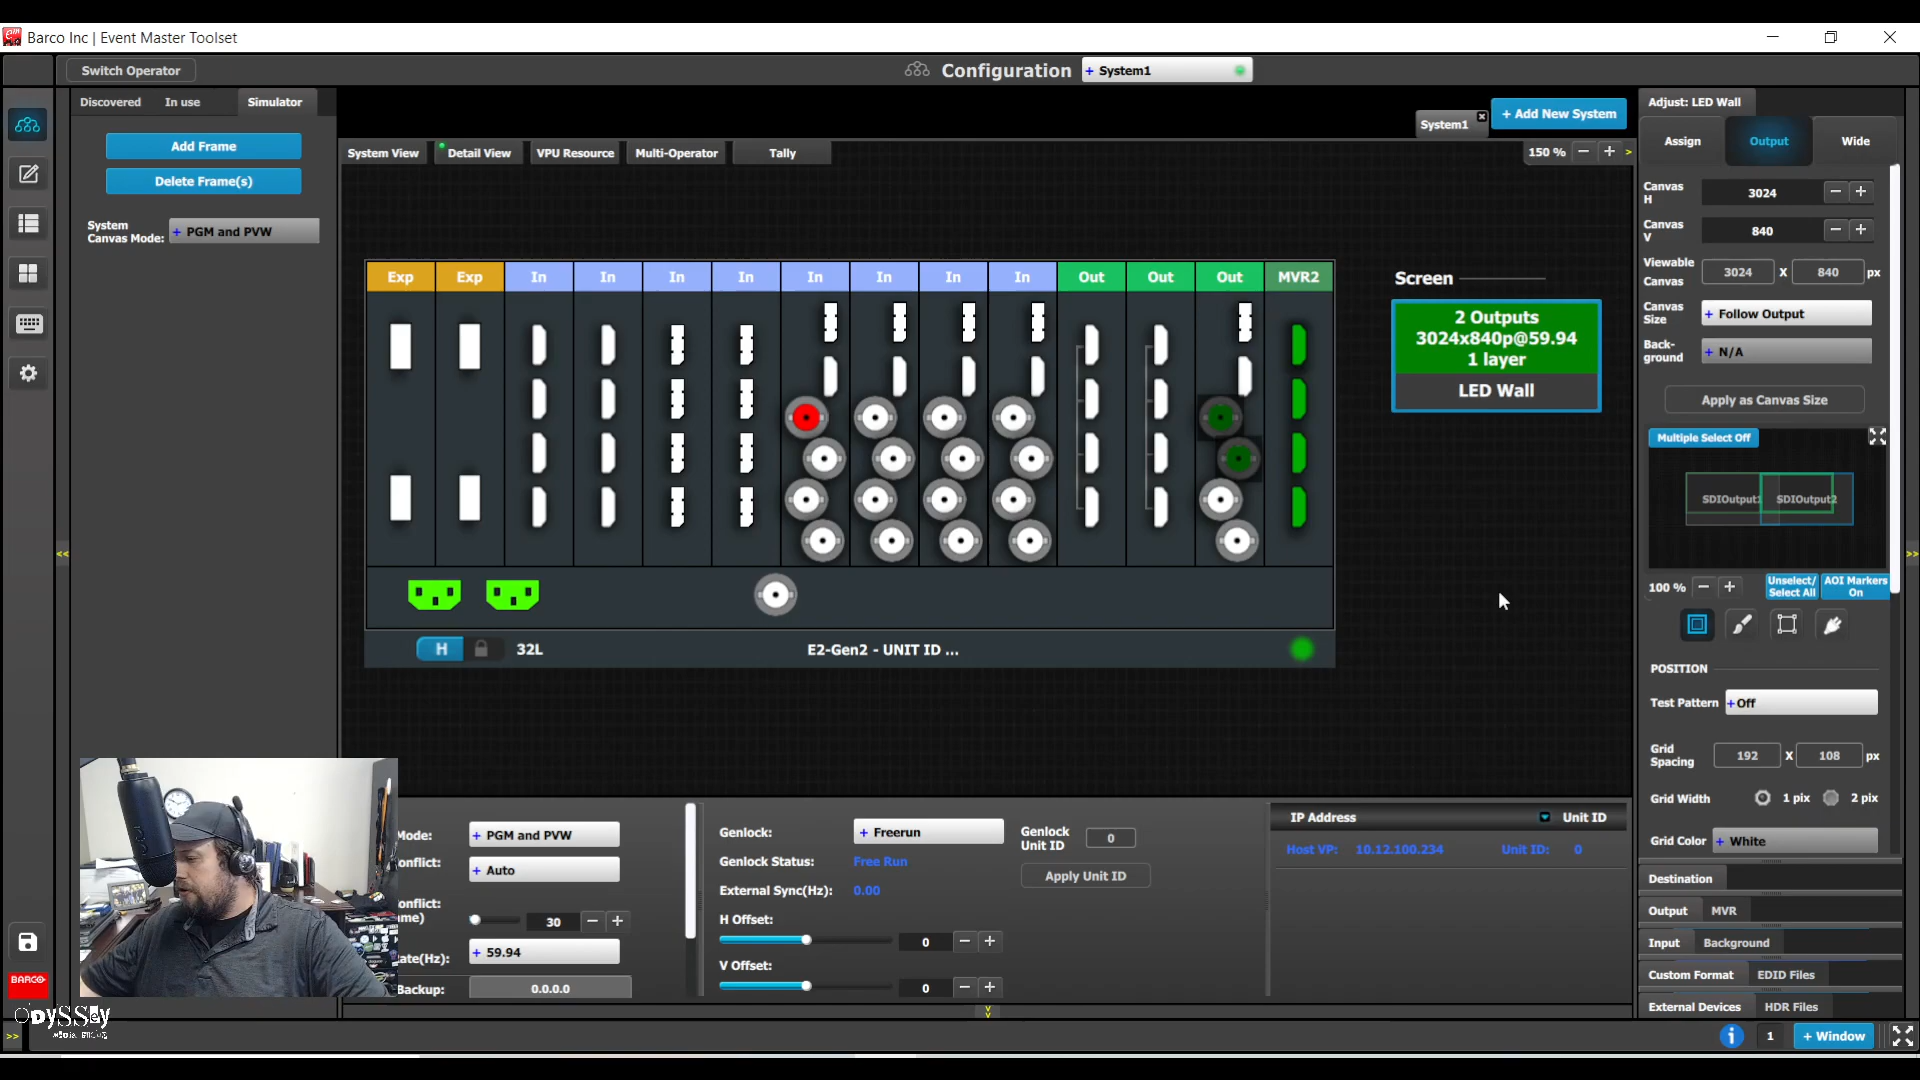 Barco Inc | Event Master Toolset
Switch Operator
Configuration
+ System1
Discovered
In use
Simulator
Add Frame
Delete Frame(s)
System
Canvas Mode:
+ PGM and PVW
System1
+ Add New System
System View
Detail View
VPU Resource
Multi-Operator
Tally
150 %
Exp
Exp
In
In
In
In
In
In
In
In
Out
Out
Out
MVR2
H
32L
E2-Gen2 - UNIT ID ...
Screen
2 Outputs
3024x840p@59.94
1 layer
LED Wall
Mode:
+ PGM and PVW
onflict:
+ Auto
onflict:
me)
30
ate(Hz):
+ 59.94
Backup:
0.0.0.0
Genlock:
+ Freerun
Genlock
Unit ID
0
Genlock Status:
Free Run
Apply Unit ID
External Sync(Hz):
0.00
H Offset:
0
V Offset:
0
IP Address
Unit ID
Host VP:
10.12.100.234
Unit ID:
0
Adjust: LED Wall
Assign
Output
Wide
Canvas
H
3024
Canvas
V
840
Viewable
Canvas
3024 X 840 px
Canvas
Size
+ Follow Output
Back-
ground
+ N/A
Apply as Canvas Size
Multiple Select Off
SDIOutput1
SDIOutput2
100 %
Unselect/
Select All
AOI Markers
On
POSITION
Test Pattern
+Off
Grid
Spacing
192 X 108 px
Grid Width
1 pix
2 pix
Grid Color
+ White
Destination
Output
MVR
Input
Background
Custom Format
EDID Files
External Devices
HDR Files
BARCO
ODYSSEY
MEDIA GROUP
1
+ Window